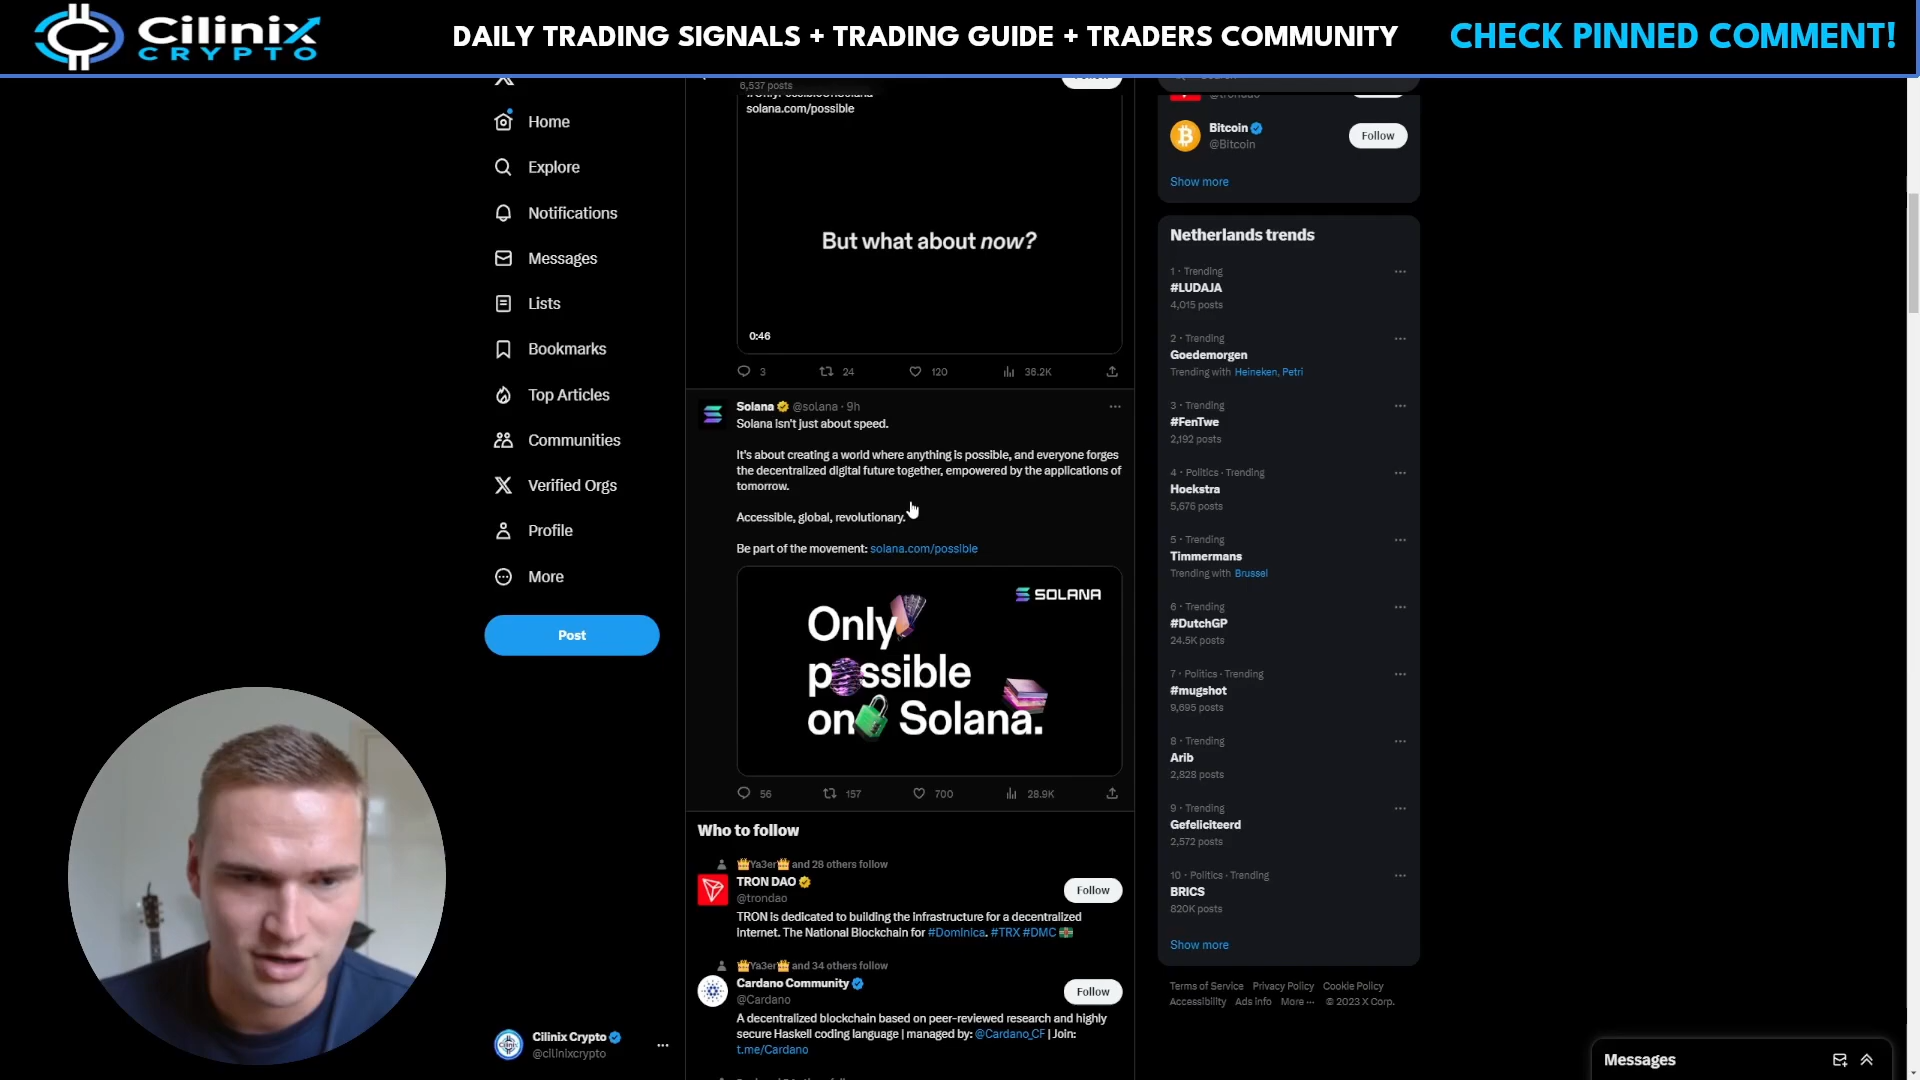 Cilinix
CRYPTO
DAILY TRADING SIGNALS + TRADING GUIDE + TRADERS COMMUNITY
CHECK PINNED COMMENT!
Home
Explore
Notifications
Messages
Lists
Bookmarks
Top Articles
Communities
Verified Orgs
Profile
More
Post
Cilinix Crypto
@cilinixcrypto
6,537 posts
solana.com/possible
But what about now?
0:46
3
24
120
36.2K
Solana @solana · 9h
Solana isn't just about speed.
It's about creating a world where anything is possible, and everyone forges
the decentralized digital future together, empowered by the applications of
tomorrow.
Accessible, global, revolutionary.
Be part of the movement: solana.com/possible
SOLANA
Only
possible
on Solana.
56
157
700
28.9K
Who to follow
Ya3er and 28 others follow
TRON DAO
@trondao
Follow
TRON is dedicated to building the infrastructure for a decentralized
internet. The National Blockchain for #Dominica. #TRX #DMC
Ya3er and 34 others follow
Cardano Community
@Cardano
Follow
A decentralized blockchain based on peer-reviewed research and highly
secure Haskell coding language | managed by: @Cardano_CF | Join:
t.me/Cardano
Bitcoin
@Bitcoin
Follow
Show more
Netherlands trends
1 · Trending
#LUDAJA
4,015 posts
2 · Trending
Goedemorgen
Trending with Heineken, Petri
3 · Trending
#FenTwe
2,192 posts
4 · Politics · Trending
Hoekstra
5,676 posts
5 · Trending
Timmermans
Trending with Brussel
6 · Trending
#DutchGP
24.5K posts
7 · Politics · Trending
#mugshot
9,695 posts
8 · Trending
Arib
2,828 posts
9 · Trending
Gefeliciteerd
2,572 posts
10 · Politics · Trending
BRICS
820K posts
Show more
Terms of Service Privacy Policy Cookie Policy
Accessibility Ads info More ··· © 2023 X Corp.
Messages